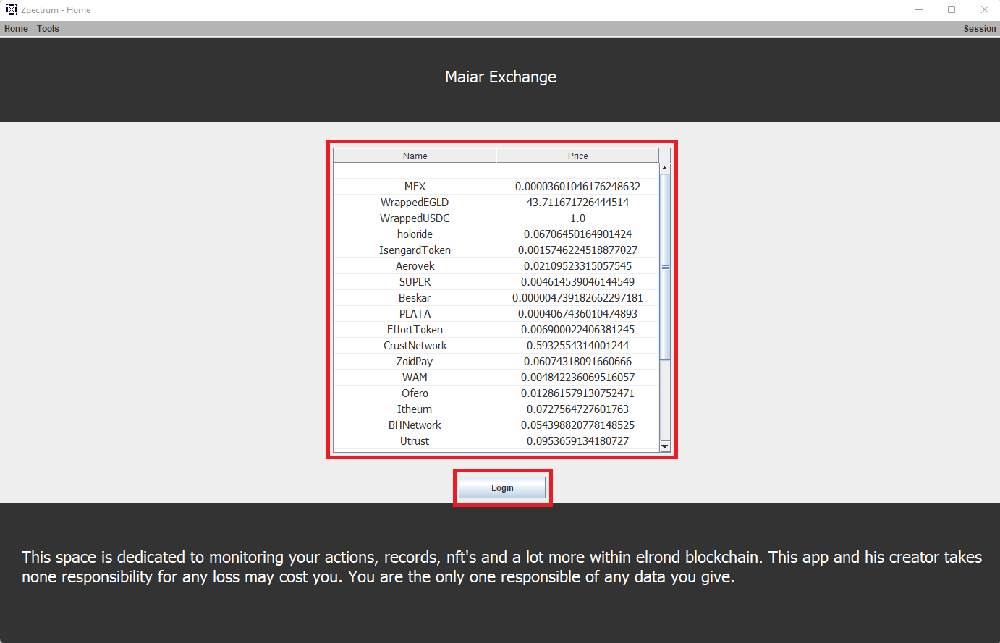 Zpectrum - Home
Home Tools Session
Maiar Exchange
Name Price
MEX 0.00003601046176248632
WrappedEGLD 43.711671726444514
WrappedUSDC 1.0
holoride 0.06706450164901424
IsengardToken 0.0015746224518877027
Aerovek 0.02109523315057545
SUPER 0.004614539046144549
Beskar 0.000004739182662297181
PLATA 0.0004067436010474893
EffortToken 0.006900022406381245
CrustNetwork 0.5932554314001244
ZoidPay 0.06074318091660666
WAM 0.004842236069516057
Ofero 0.012861579130752471
Itheum 0.0727564727601763
BHNetwork 0.054398820778148525
Utrust 0.0953659134180727
Login
This space is dedicated to monitoring your actions, records, nft's and a lot more within elrond blockchain. This app and his creator takes
none responsibility for any loss may cost you. You are the only one responsible of any data you give.